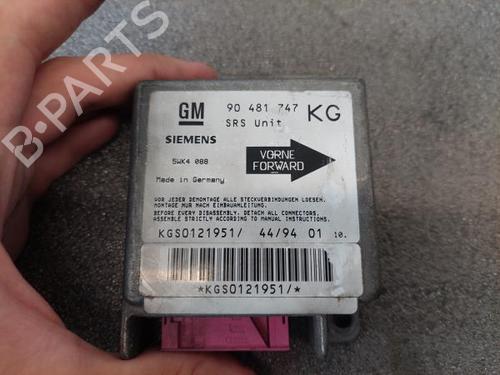 GM
90 481 747 KG
SRS Unit
SIEMENS
5WK4 088
VORNE
FORWARD
Made in Germany
VOR JEDER DEMONTAGE ALLE STECKVERBINDUNGEN LOESEN.
MONTAGE NUR NACH EINBAUANLEITUNG.
BEFORE EVERY DISASSEMBLY, DETACH ALL CONNECTORS,
ASSEMBLE STRICTLY ACCORDING TO MANUAL INSTRUCTIONS.
KGS0121951/ 44/94 01 10.
*KGS0121951/*
B-Parts